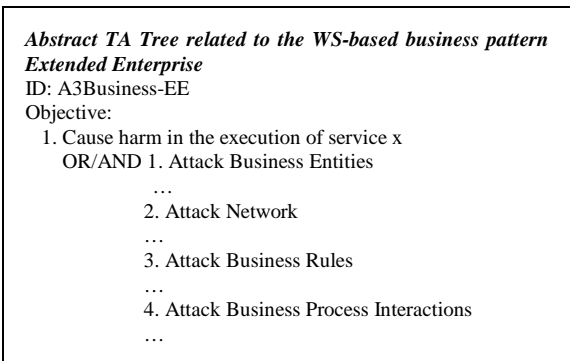 Abstract TA Tree related to the WS-based business pattern
Extended Enterprise
ID: A3Business-EE
Objective:
1. Cause harm in the execution of service x
OR/AND 1. Attack Business Entities
…
2. Attack Network
…
3. Attack Business Rules
…
4. Attack Business Process Interactions
…